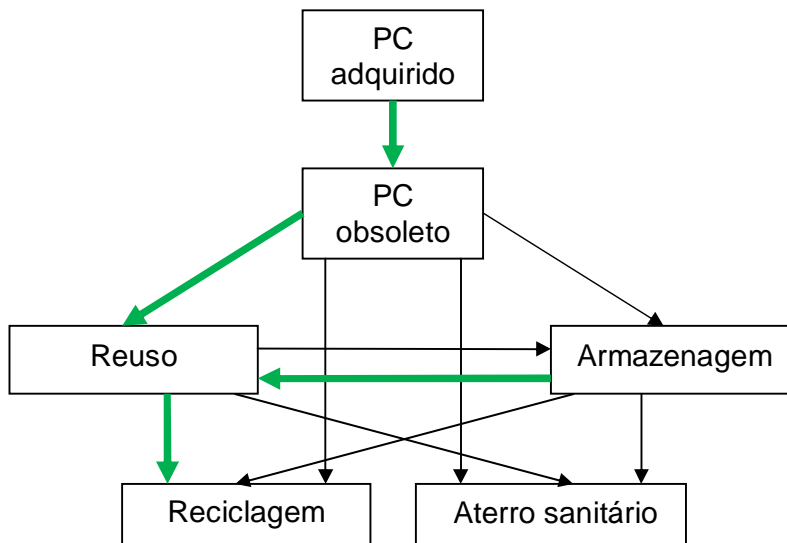 PC
adquirido
PC
obsoleto
Reuso
Armazenagem
Reciclagem
Aterro sanitário